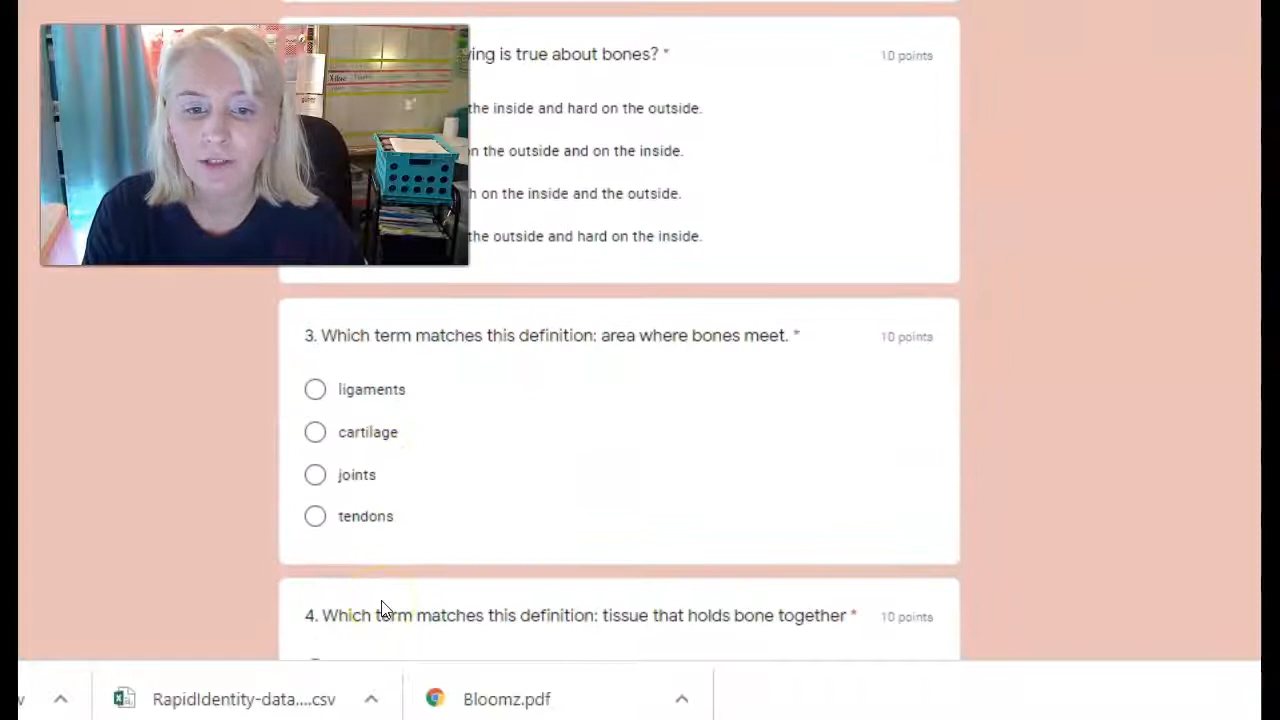 ving is true about bones? *
10 points
the inside and hard on the outside.
n the outside and on the inside.
h on the inside and the outside.
the outside and hard on the inside.
3. Which term matches this definition: area where bones meet. *
10 points
ligaments
cartilage
joints
tendons
4. Which term matches this definition: tissue that holds bone together *
10 points
RapidIdentity-data....csv
Bloomz.pdf